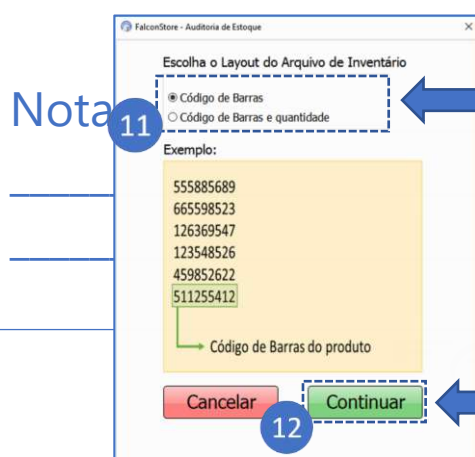 FalconStore - Auditoria de Estoque
Escolha o Layout do Arquivo de Inventário
Código de Barras
Código de Barras e quantidade
Nota
11
Exemplo:
555885689
665598523
126369547
123548526
459852622
511255412
Código de Barras do produto
Cancelar
Continuar
12